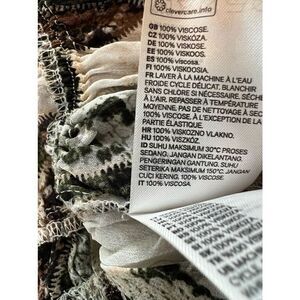 clevercare.info
GB 100% VISCOSE.
CZ 100% VISKÓZA.
DE 100% VISKOSE.
EE 100% VISKOOS.
ES 100% viscosa.
FI 100% VISKOOSIA.
FR LAVER À LA MACHINE À L'EAU
FROIDE CYCLE DÉLICAT. BLANCHIR
SANS CHLORE SI NÉCESSAIRE. SÉCHE
À L'AIR. REPASSER À TEMPÉRATURE
MOYENNE. PAS DE NETTOYAGE À SEC
100% VISCOSE. À L'EXCEPTION DE LA
PARTIE ÉLASTIQUE.
HR 100% VISKOZNO VLAKNO.
HU 100% VISZKÓZ.
ID SUHU MAKSIMUM 30°C PROSES
SEDANG. JANGAN DIKELANTANG.
PENGERINGAN GANTUNG. SUHU
SETERIKA MAKSIMUM 150°C. JANGAN
CUCI KERING. 100% VISCOSE.
IT 100% VISCOSA.